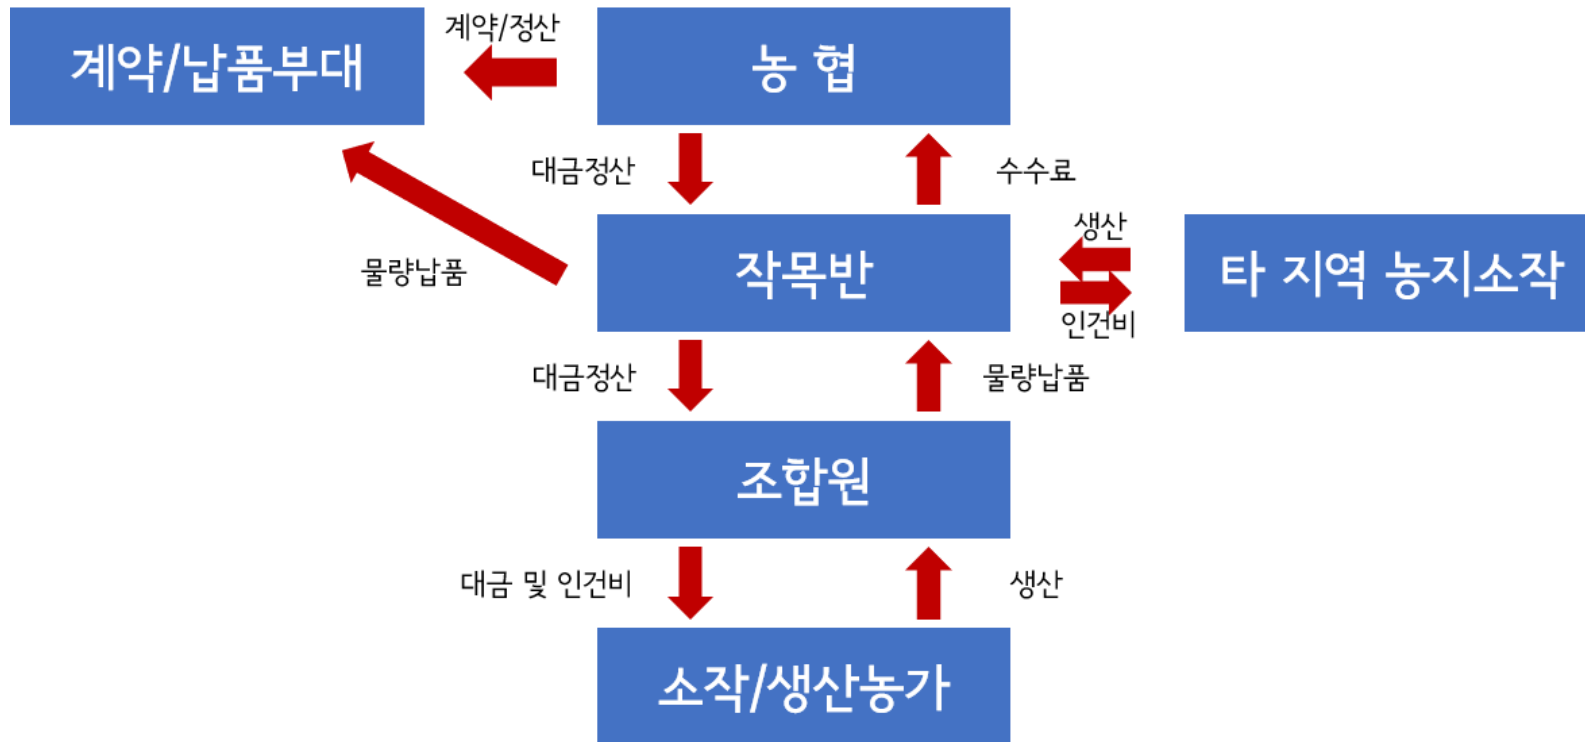 계약/납품부대
계약/정산
농 협
대금정산
수수료
물량납품
작목반
생산
인건비
타 지역 농지소작
대금정산
물량납품
조합원
대금 및 인건비
생산
소작/생산농가